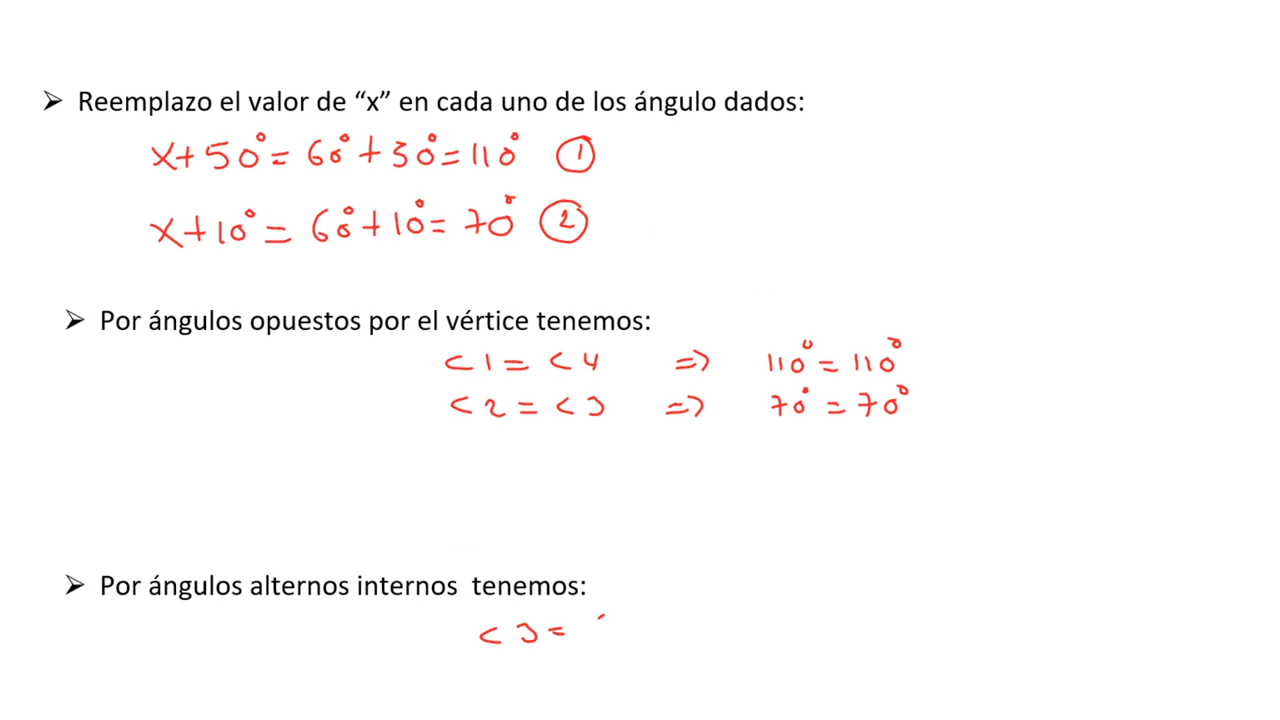 ➤ Reemplazo el valor de “x” en cada uno de los ángulo dados:
x+50°= 60°+30°=110° ①
x+10°= 60°+10°= 70° ②
➤ Por ángulos opuestos por el vértice tenemos:
<1 = <4 => 110°=110°
<2 = <3 => 70°=70°
➤ Por ángulos alternos internos tenemos:
<3=